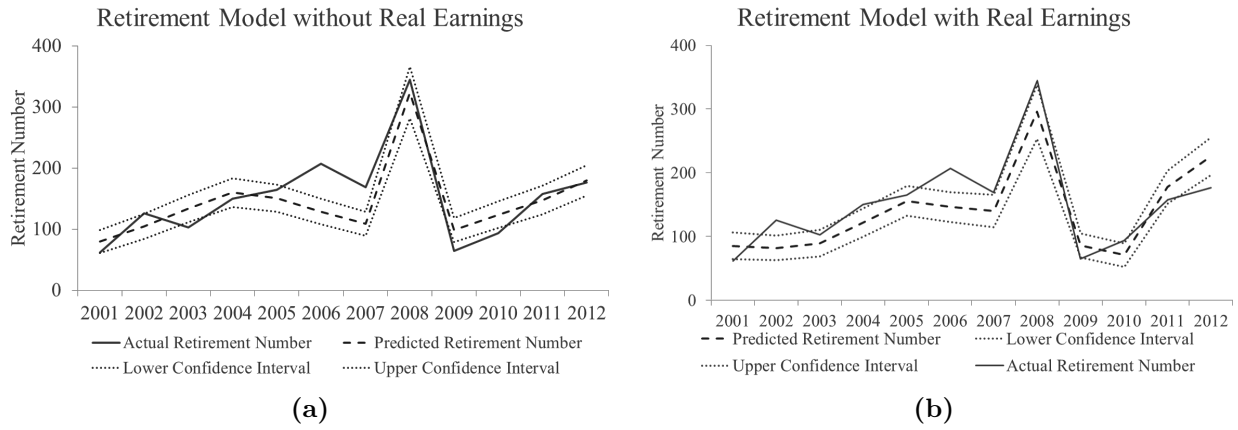 Retirement Model without Real Earnings
Retirement Number
400
300
200
100
0
2001 2002 2003 2004 2005 2006 2007 2008 2009 2010 2011 2012
Actual Retirement Number
Predicted Retirement Number
Lower Confidence Interval
Upper Confidence Interval
(a)
Retirement Model with Real Earnings
Retirement Number
400
300
200
100
0
2001 2002 2003 2004 2005 2006 2007 2008 2009 2010 2011 2012
Predicted Retirement Number
Lower Confidence Interval
Upper Confidence Interval
Actual Retirement Number
(b)